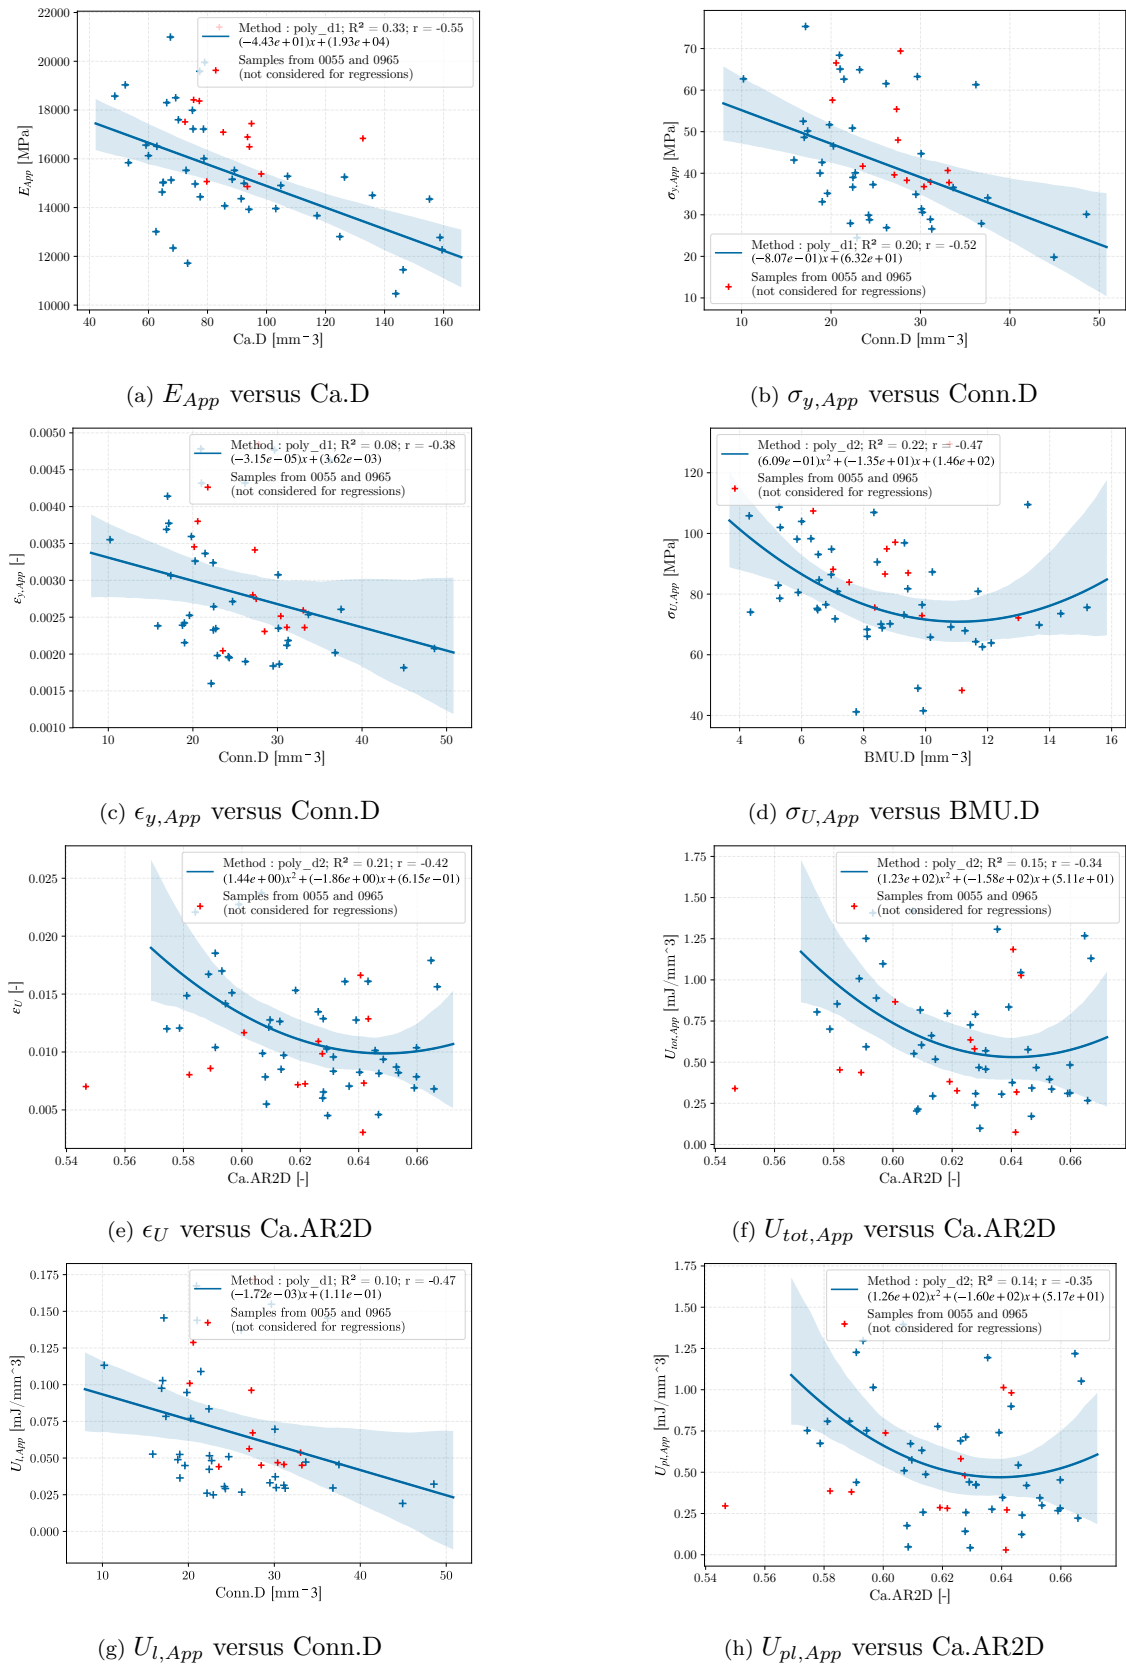 22000
20000
18000
16000
14000
12000
10000
E_App [MPa]
Method : poly_d1; R² = 0.33; r = -0.55
(−4.43e+01)x+(1.93e+04)
Samples from 0055 and 0965
(not considered for regressions)
40 60 80 100 120 140 160
Ca.D [mm⁻3]
(a) E_App versus Ca.D
70
60
50
40
30
20
10
σ_y,App [MPa]
Method : poly_d1; R² = 0.20; r = -0.52
(−8.07e−01)x+(6.32e+01)
Samples from 0055 and 0965
(not considered for regressions)
10 20 30 40 50
Conn.D [mm⁻3]
(b) σ_y,App versus Conn.D
0.0050
0.0045
0.0040
0.0035
0.0030
0.0025
0.0020
0.0015
0.0010
ε_y,App [-]
Method : poly_d1; R² = 0.08; r = -0.38
(−3.15e−05)x+(3.62e−03)
Samples from 0055 and 0965
(not considered for regressions)
10 20 30 40 50
Conn.D [mm⁻3]
(c) ϵ_y,App versus Conn.D
120
100
80
60
40
σ_U,App [MPa]
Method : poly_d2; R² = 0.22; r = -0.47
(6.09e−01)x²+(−1.35e+01)x+(1.46e+02)
Samples from 0055 and 0965
(not considered for regressions)
4 6 8 10 12 14 16
BMU.D [mm⁻3]
(d) σ_U,App versus BMU.D
0.025
0.020
0.015
0.010
0.005
ε_U [-]
Method : poly_d2; R² = 0.21; r = -0.42
(1.44e+00)x²+(−1.86e+00)x+(6.15e−01)
Samples from 0055 and 0965
(not considered for regressions)
0.54 0.56 0.58 0.60 0.62 0.64 0.66
Ca.AR2D [-]
(e) ϵ_U versus Ca.AR2D
1.75
1.50
1.25
1.00
0.75
0.50
0.25
0.00
U_tot,App [mJ/mm^3]
Method : poly_d2; R² = 0.15; r = -0.34
(1.23e+02)x²+(−1.58e+02)x+(5.11e+01)
Samples from 0055 and 0965
(not considered for regressions)
0.54 0.56 0.58 0.60 0.62 0.64 0.66
Ca.AR2D [-]
(f) U_tot,App versus Ca.AR2D
0.175
0.150
0.125
0.100
0.075
0.050
0.025
0.000
U_l,App [mJ/mm^3]
Method : poly_d1; R² = 0.10; r = -0.47
(−1.72e−03)x+(1.11e−01)
Samples from 0055 and 0965
(not considered for regressions)
10 20 30 40 50
Conn.D [mm⁻3]
(g) U_l,App versus Conn.D
1.75
1.50
1.25
1.00
0.75
0.50
0.25
0.00
U_pl,App [mJ/mm^3]
Method : poly_d2; R² = 0.14; r = -0.35
(1.26e+02)x²+(−1.60e+02)x+(5.17e+01)
Samples from 0055 and 0965
(not considered for regressions)
0.54 0.56 0.58 0.60 0.62 0.64 0.66
Ca.AR2D [-]
(h) U_pl,App versus Ca.AR2D